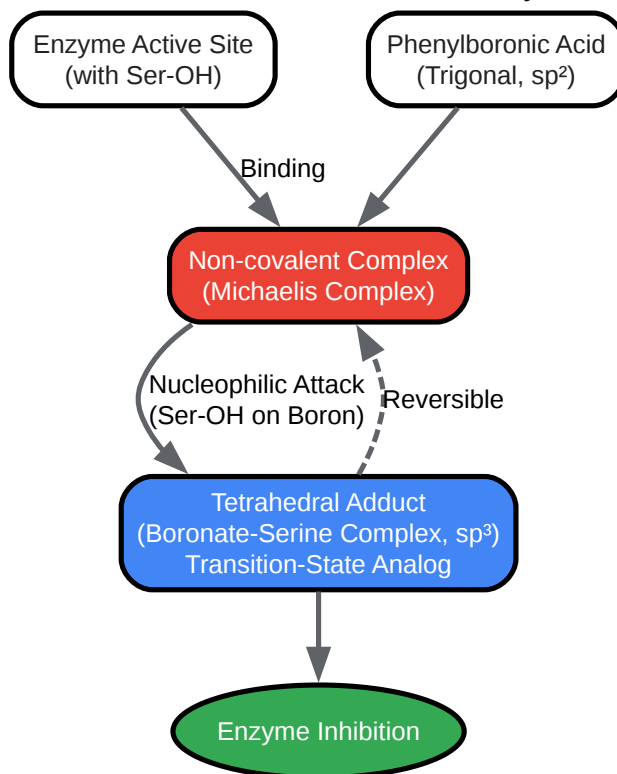 Enzyme Active Site
(with Ser-OH)
Phenylboronic Acid
(Trigonal, sp²)
Binding
Non-covalent Complex
(Michaelis Complex)
Nucleophilic Attack
(Ser-OH on Boron)
Reversible
Tetrahedral Adduct
(Boronate-Serine Complex, sp³)
Transition-State Analog
Enzyme Inhibition